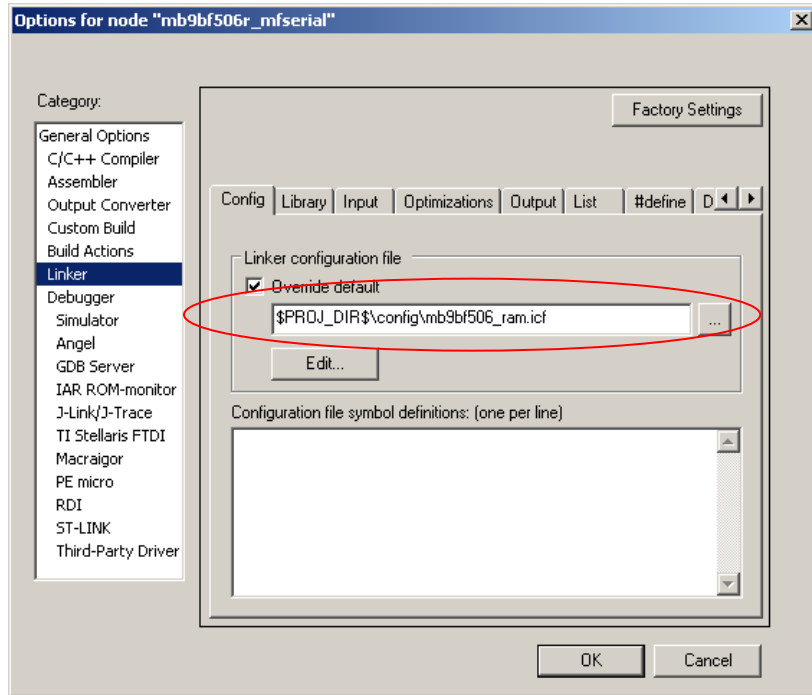 Options for node "mb9bf506r_mfserial"
Category:
Factory Settings
General Options
C/C++ Compiler
Assembler
Output Converter
Custom Build
Build Actions
Linker
Debugger
Simulator
Angel
GDB Server
IAR ROM-monitor
J-Link/J-Trace
TI Stellaris FTDI
Macraigor
PE micro
RDI
ST-LINK
Third-Party Driver
Config Library Input Optimizations Output List #define D
Linker configuration file
Override default
$PROJ_DIR$\config\mb9bf506_ram.icf
...
Edit...
Configuration file symbol definitions: (one per line)
OK Cancel